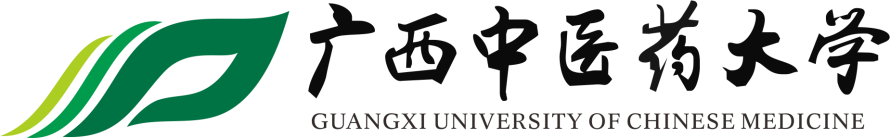 广西中医药大学
GUANGXI UNIVERSITY OF CHINESE MEDICINE